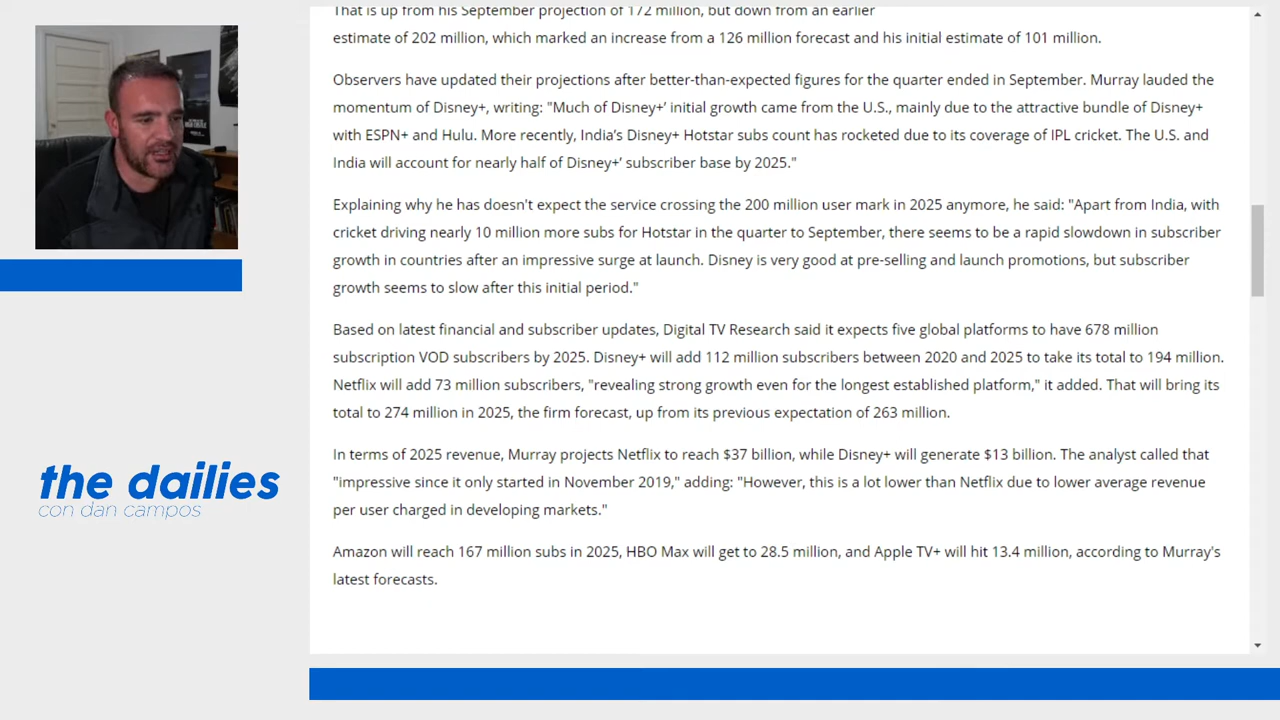 That is up from his September projection of 172 million, but down from an earlier
estimate of 202 million, which marked an increase from a 126 million forecast and his initial estimate of 101 million.
Observers have updated their projections after better-than-expected figures for the quarter ended in September. Murray lauded the
momentum of Disney+, writing: "Much of Disney+’ initial growth came from the U.S., mainly due to the attractive bundle of Disney+
with ESPN+ and Hulu. More recently, India’s Disney+ Hotstar subs count has rocketed due to its coverage of IPL cricket. The U.S. and
India will account for nearly half of Disney+’ subscriber base by 2025."
Explaining why he has doesn't expect the service crossing the 200 million user mark in 2025 anymore, he said: "Apart from India, with
cricket driving nearly 10 million more subs for Hotstar in the quarter to September, there seems to be a rapid slowdown in subscriber
growth in countries after an impressive surge at launch. Disney is very good at pre-selling and launch promotions, but subscriber
growth seems to slow after this initial period."
Based on latest financial and subscriber updates, Digital TV Research said it expects five global platforms to have 678 million
subscription VOD subscribers by 2025. Disney+ will add 112 million subscribers between 2020 and 2025 to take its total to 194 million.
Netflix will add 73 million subscribers, "revealing strong growth even for the longest established platform," it added. That will bring its
total to 274 million in 2025, the firm forecast, up from its previous expectation of 263 million.
In terms of 2025 revenue, Murray projects Netflix to reach $37 billion, while Disney+ will generate $13 billion. The analyst called that
"impressive since it only started in November 2019," adding: "However, this is a lot lower than Netflix due to lower average revenue
per user charged in developing markets."
Amazon will reach 167 million subs in 2025, HBO Max will get to 28.5 million, and Apple TV+ will hit 13.4 million, according to Murray's
latest forecasts.
the dailies
con dan campos